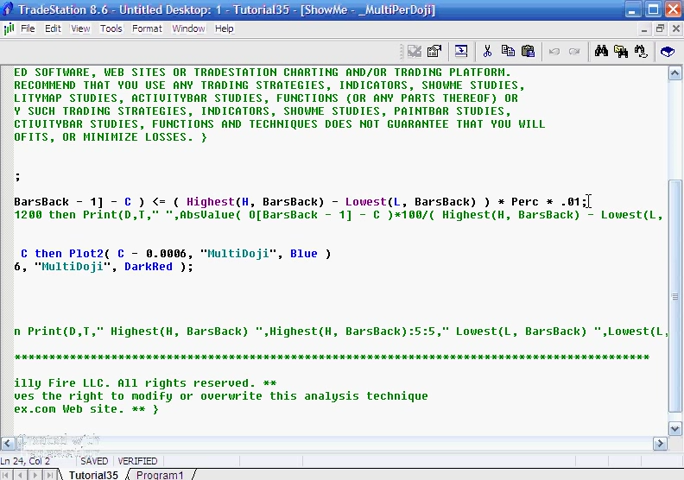 TradeStation 8.6 - Untitled Desktop: 1 - Tutorial35 - [ShowMe - _MultiPerDoji]
File Edit View Tools Format Window Help
ED SOFTWARE, WEB SITES OR TRADESTATION CHARTING AND/OR TRADING PLATFORM.
RECOMMEND THAT YOU USE ANY TRADING STRATEGIES, INDICATORS, SHOWME STUDIES,
LITYMAP STUDIES, ACTIVITYBAR STUDIES, FUNCTIONS (OR ANY PARTS THEREOF) OR
Y SUCH TRADING STRATEGIES, INDICATORS, SHOWME STUDIES, PAINTBAR STUDIES,
CTIVITYBAR STUDIES, FUNCTIONS AND TECHNIQUES DOES NOT GUARANTEE THAT YOU WILL
OFITS, OR MINIMIZE LOSSES. }
;
BarsBack - 1] - C ) <= ( Highest(H, BarsBack) - Lowest(L, BarsBack) ) * Perc * .01;
1200 then Print(D,T," ",AbsValue( O[BarsBack - 1] - C )*100/( Highest(H, BarsBack) - Lowest(L,
C then Plot2( C - 0.0006, "MultiDoji", Blue )
6, "MultiDoji", DarkRed );
n Print(D,T," Highest(H, BarsBack) ",Highest(H, BarsBack):5:5," Lowest(L, BarsBack) ",Lowest(L,
illy Fire LLC. All rights reserved. **
ves the right to modify or overwrite this analysis technique
ex.com Web site. ** }
Ln 24, Col 2 SAVED VERIFIED
Tutorial35 Program1